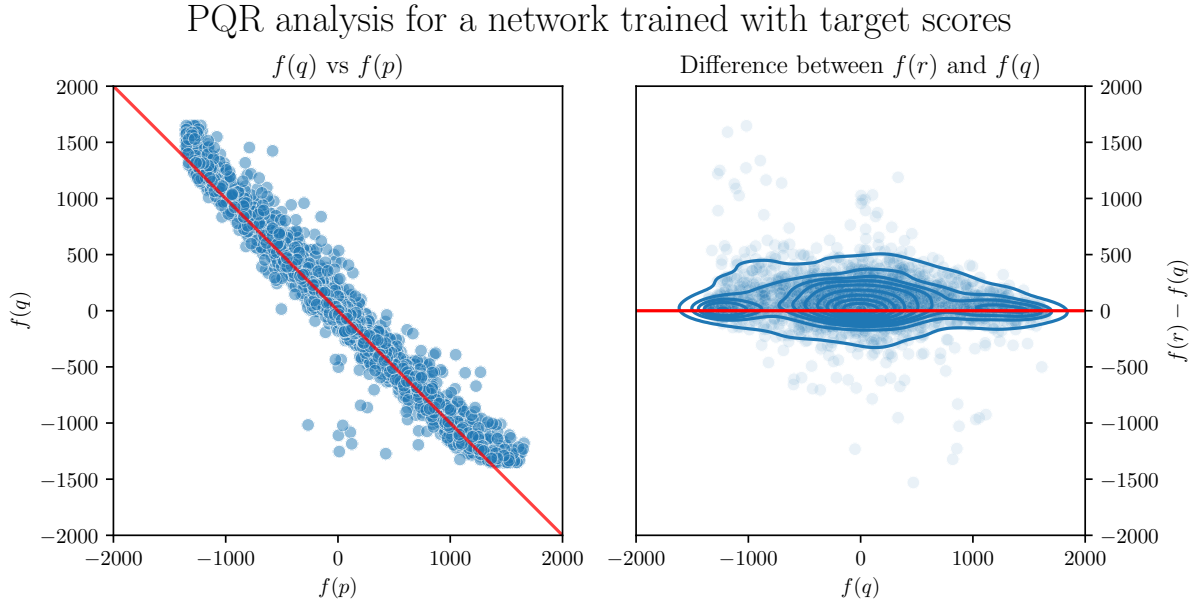 PQR analysis for a network trained with target scores
f(q) vs f(p)
Difference between f(r) and f(q)
2000
1500
1000
500
0
−500
−1000
−1500
−2000
f(q)
−2000 −1000 0 1000 2000
f(p)
2000
1500
1000
500
0
−500
−1000
−1500
−2000
f(r) − f(q)
−2000 −1000 0 1000 2000
f(q)